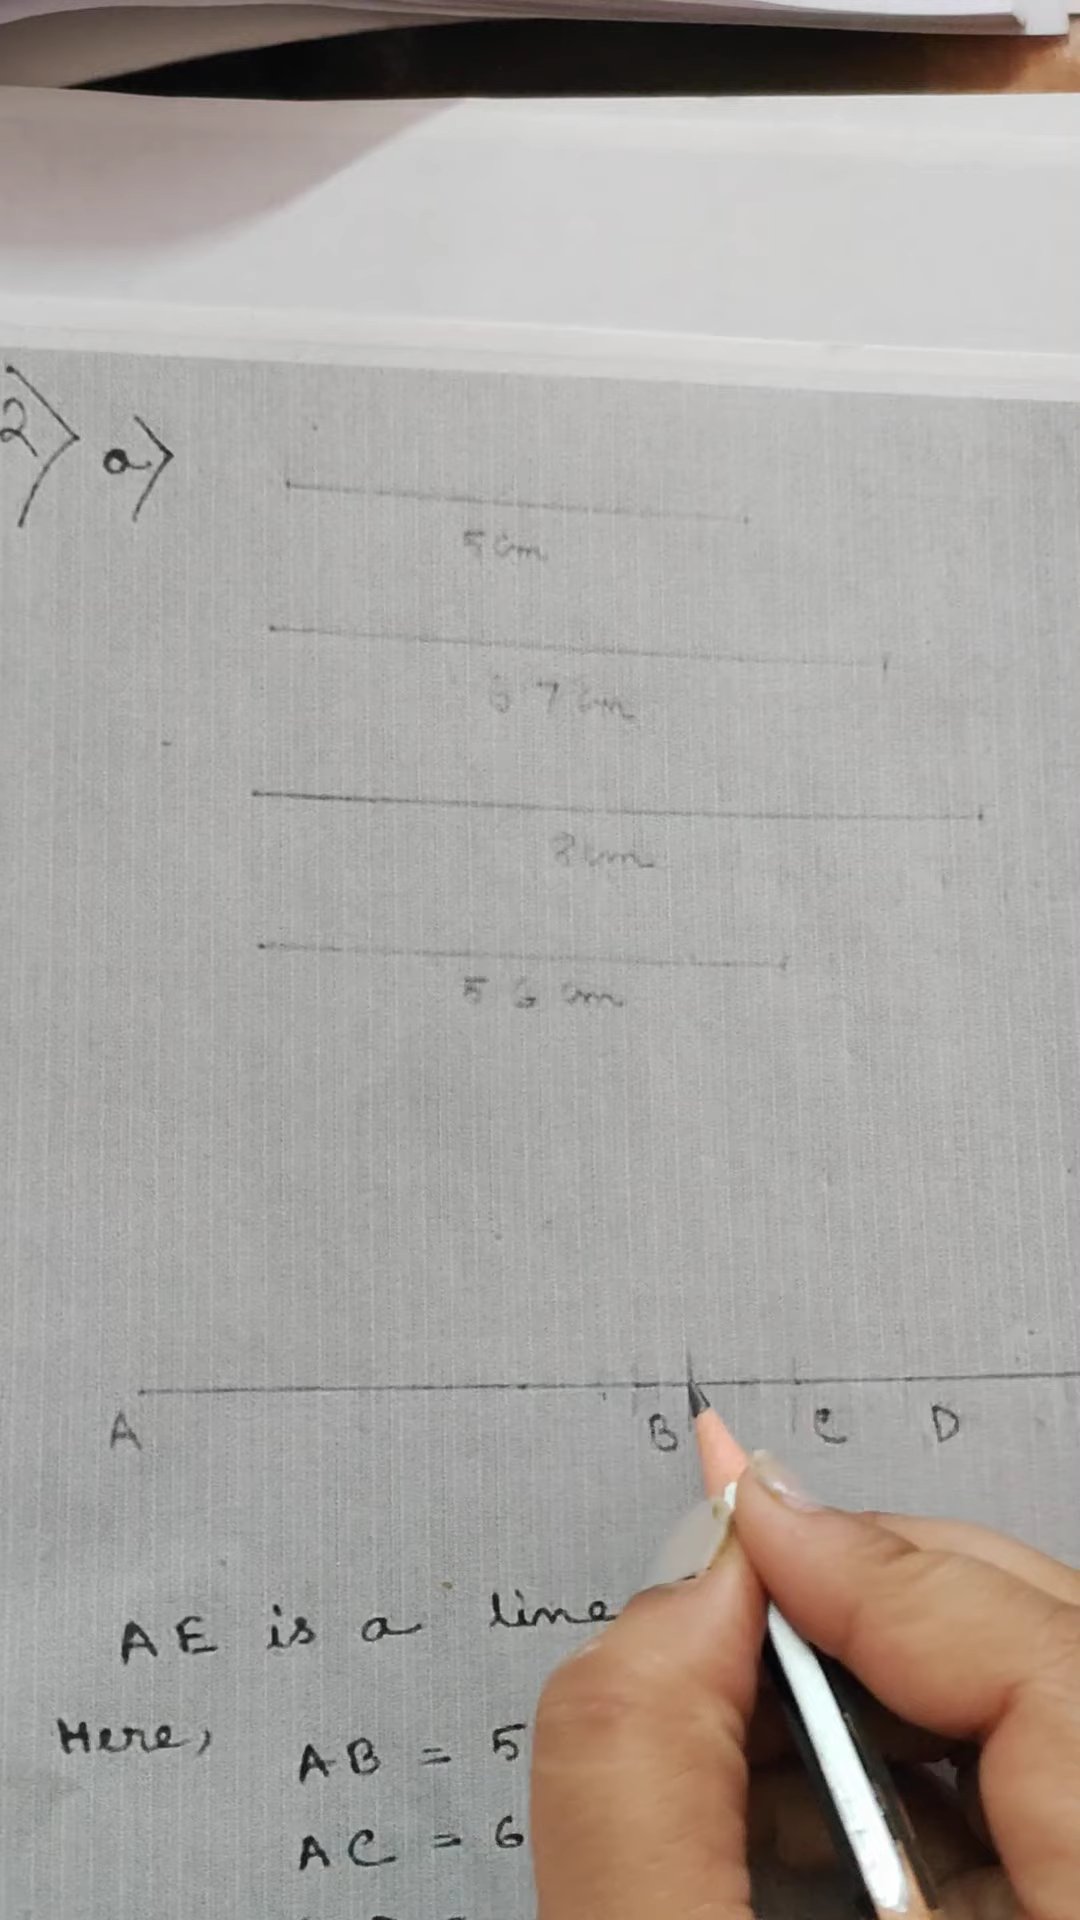 2) a)
5 cm
6 7 cm
8 cm
5 6 cm
A B C D
AE is a line
Here,
AB = 5
AC = 6